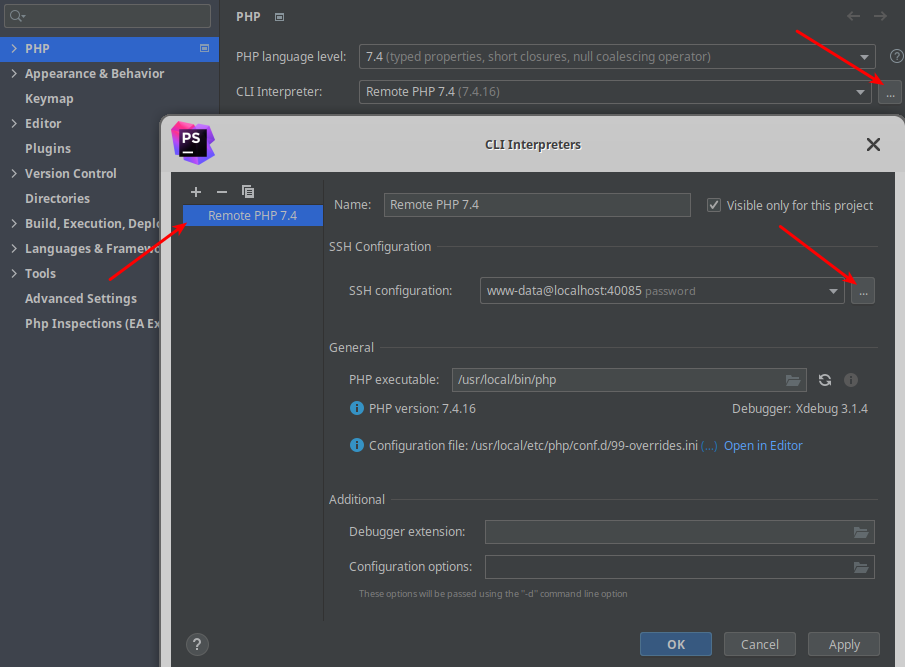 PHP
PHP
Appearance & Behavior
Keymap
Editor
Plugins
Version Control
Directories
Build, Execution, Deplo
Languages & Framewo
Tools
Advanced Settings
Php Inspections (EA Ex
PHP language level:
7.4 (typed properties, short closures, null coalescing operator)
?
CLI Interpreter:
Remote PHP 7.4 (7.4.16)
...
PS
CLI Interpreters
Remote PHP 7.4
Name:
Remote PHP 7.4
Visible only for this project
SSH Configuration
SSH configuration:
www-data@localhost:40085 password
...
General
PHP executable:
/usr/local/bin/php
PHP version: 7.4.16
Debugger: Xdebug 3.1.4
Configuration file: /usr/local/etc/php/conf.d/99-overrides.ini (...) Open in Editor
Additional
Debugger extension:
Configuration options:
These options will be passed using the "-d" command line option
?
OK
Cancel
Apply